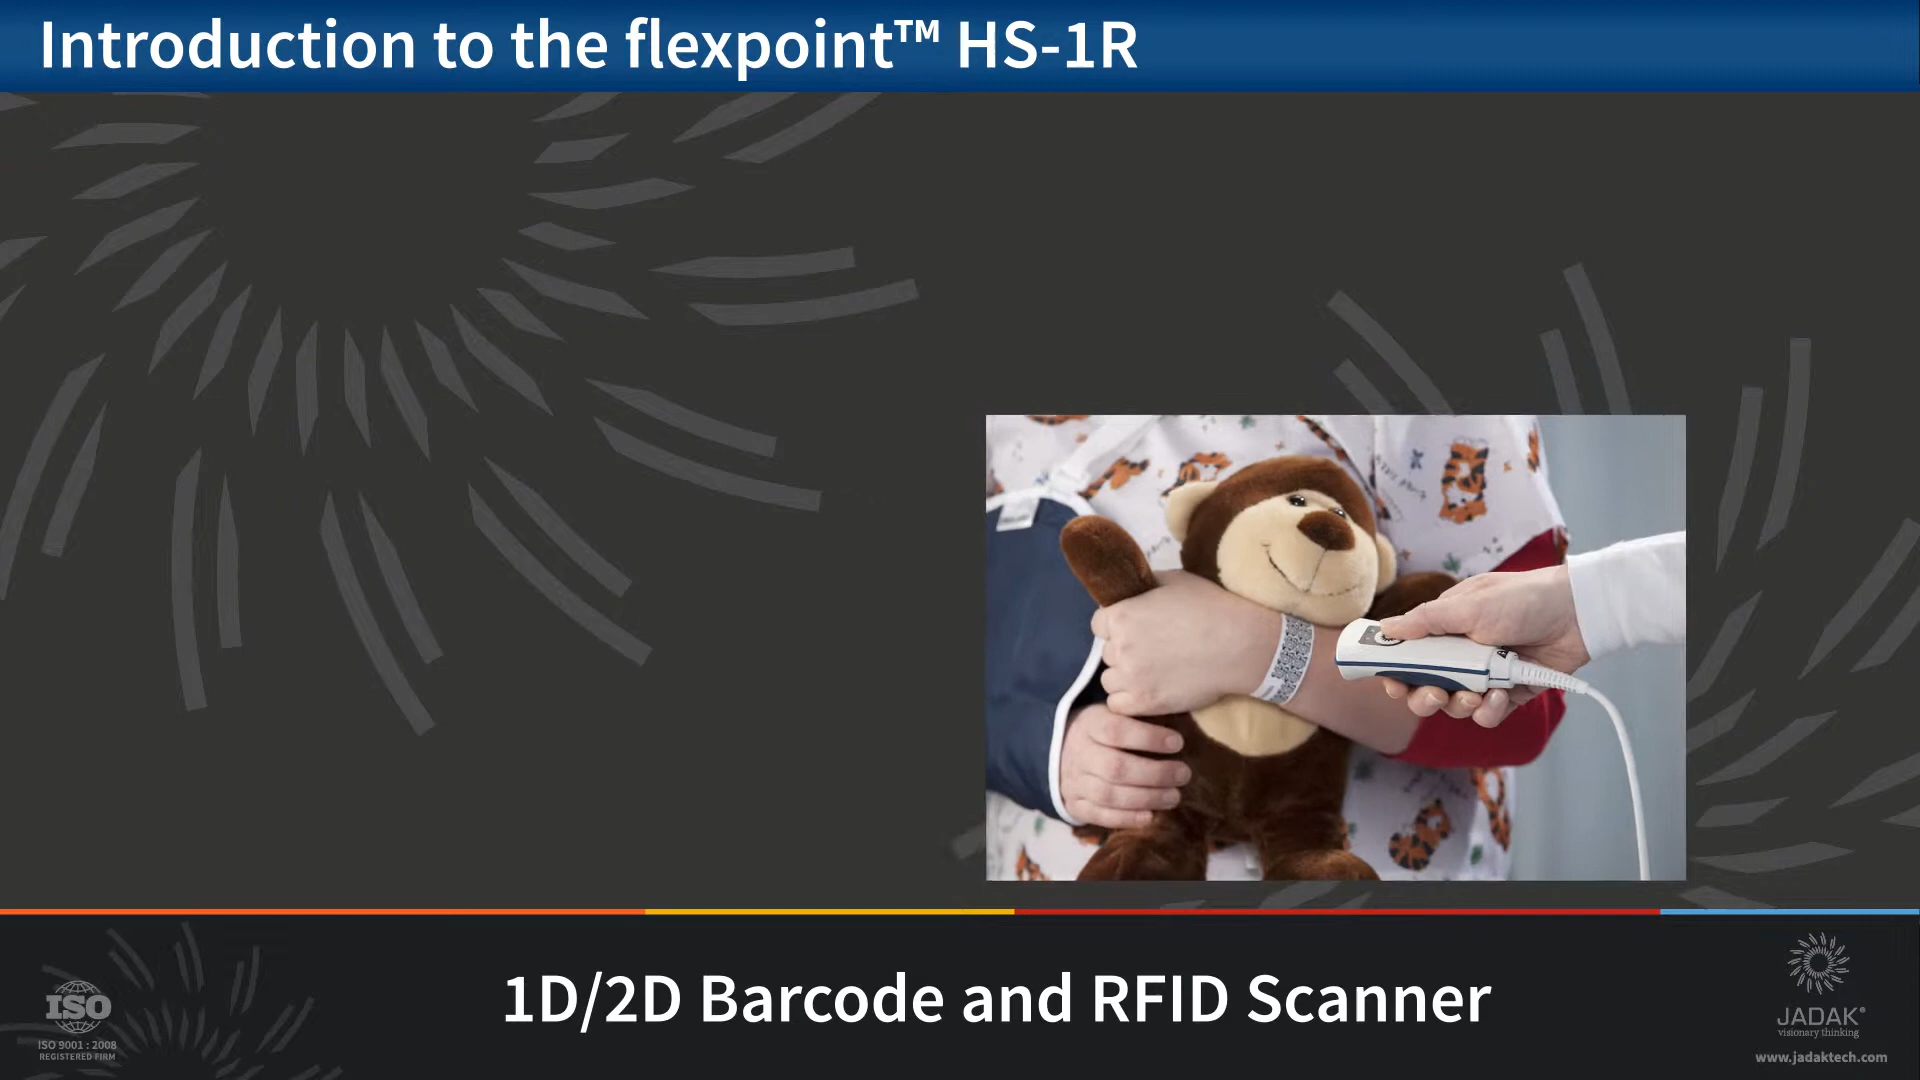 Introduction to the flexpoint™ HS-1R
1D/2D Barcode and RFID Scanner
ISO
ISO 9001 : 2008
REGISTERED FIRM
JADAK®
visionary thinking
www.jadaktech.com